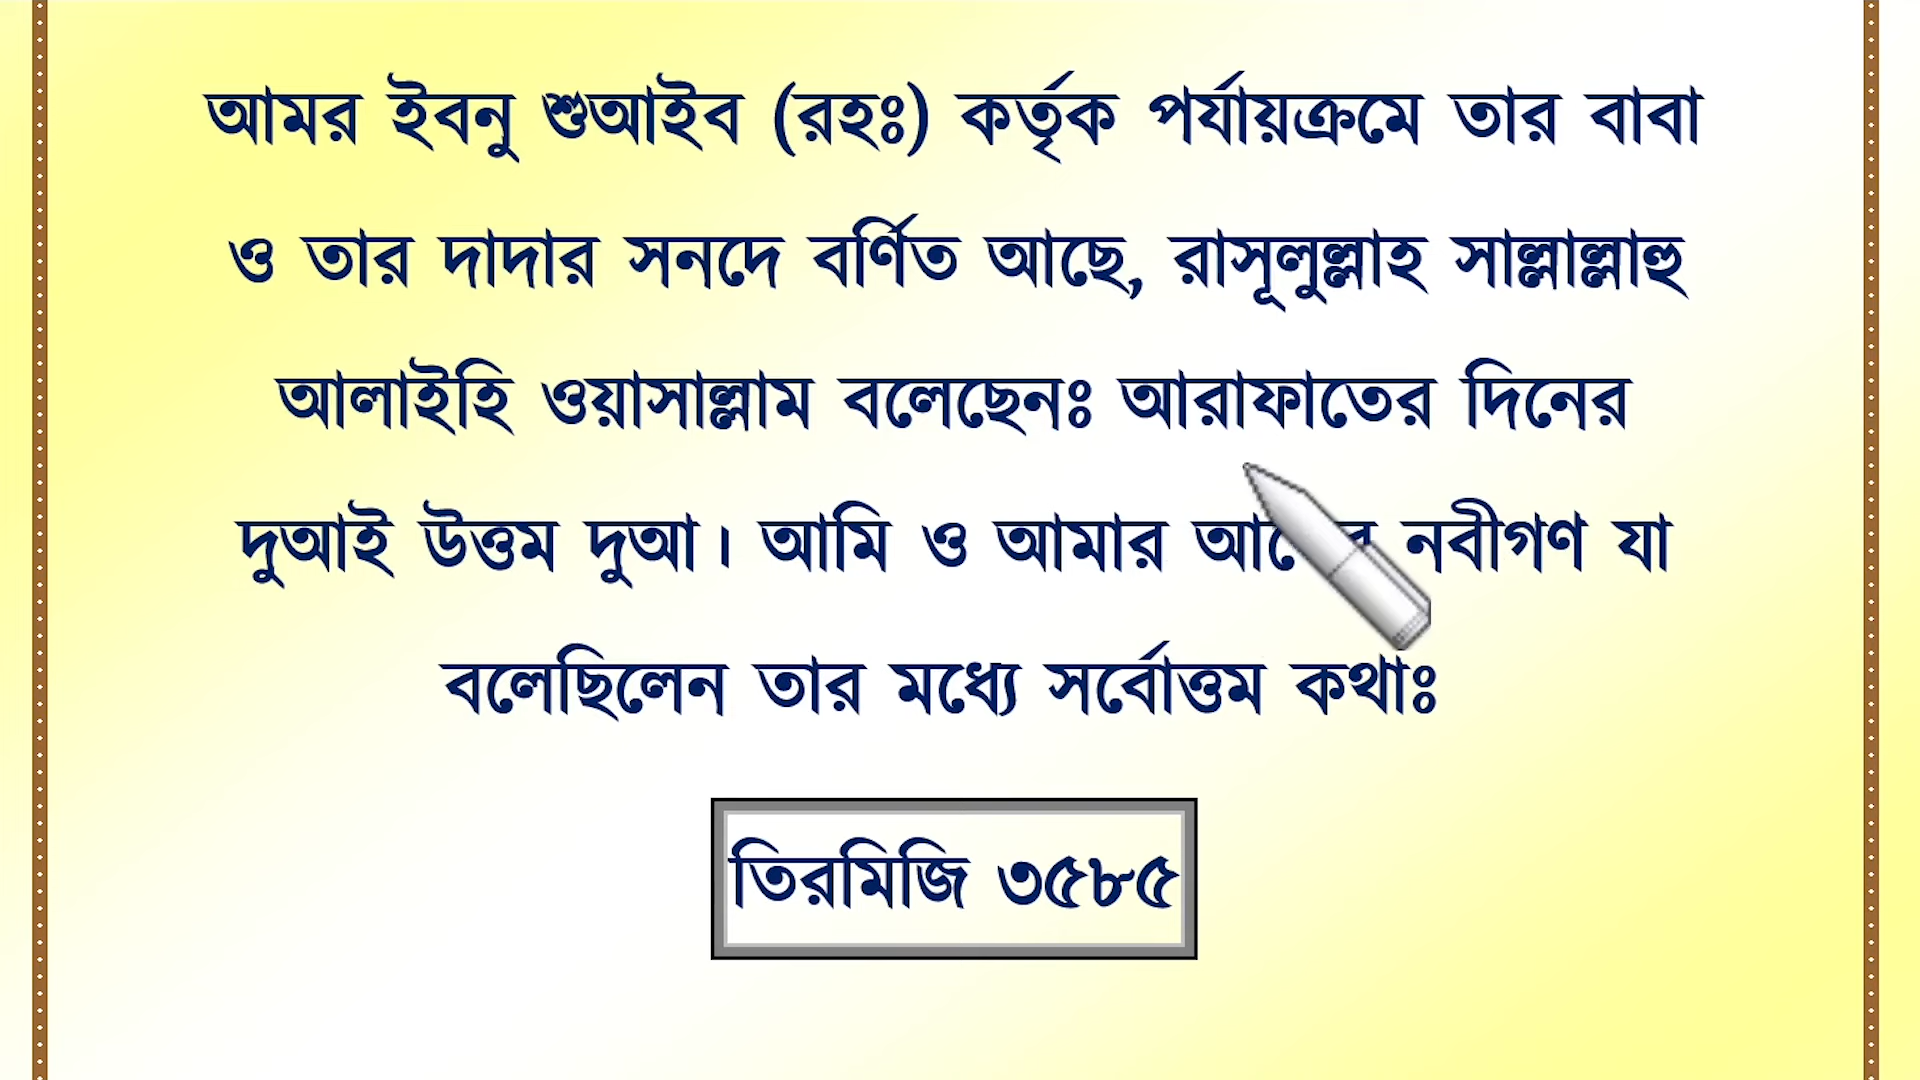 আমর ইবনু শুআইব (রহঃ) কর্তৃক পর্যায়ক্রমে তার বাবা
ও তার দাদার সনদে বর্ণিত আছে, রাসূলুল্লাহ সাল্লাল্লাহু
আলাইহি ওয়াসাল্লাম বলেছেনঃ আরাফাতের দিনের
দুআই উত্তম দুআ। আমি ও আমার নবীগণ যা
বলেছিলেন তার মধ্যে সর্বোত্তম কথাঃ
তিরমিজি ৩৫৮৫